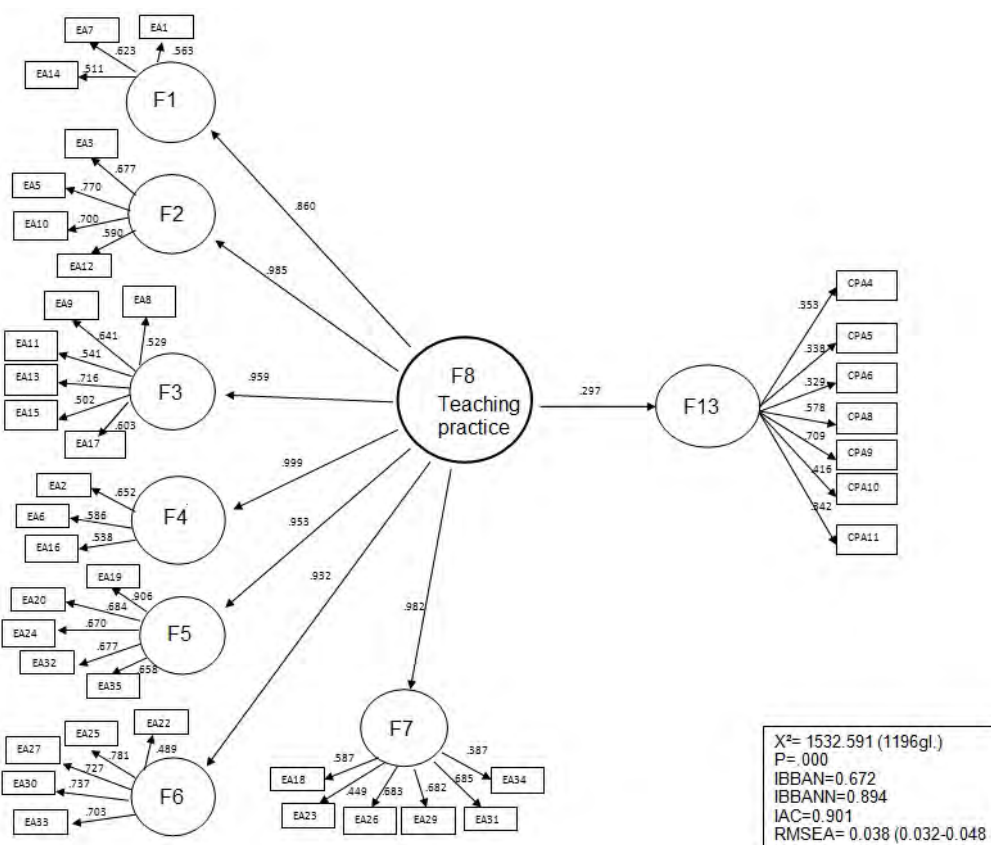 EA7
EA1
.623
.563
EA14
.511
F1
EA3
.677
EA5
.770
F2
EA10
.700
.590
EA12
.860
.985
EA9
EA8
.641
.529
EA11
.541
EA13
.716
F3
EA15
.502
.603
EA17
.959
F8
Teaching
practice
.297
F13
CPA4
.353
CPA5
.338
CPA6
.329
CPA8
.578
CPA9
.709
CPA10
.416
CPA11
.342
EA2
.652
EA6
.586
F4
EA16
.538
.999
.953
.932
.982
EA19
.906
EA20
.684
EA24
.670
F5
EA32
.677
.658
EA35
EA25
EA22
EA27
.781
.489
.727
EA30
.737
F6
EA33
.703
F7
EA18
.587
.387
EA34
.449
.683
.682
.685
EA23
EA26
EA29
EA31
X²= 1532.591 (1196gl.)
P=.000
IBBAN=0.672
IBBANN=0.894
IAC=0.901
RMSEA= 0.038 (0.032-0.048